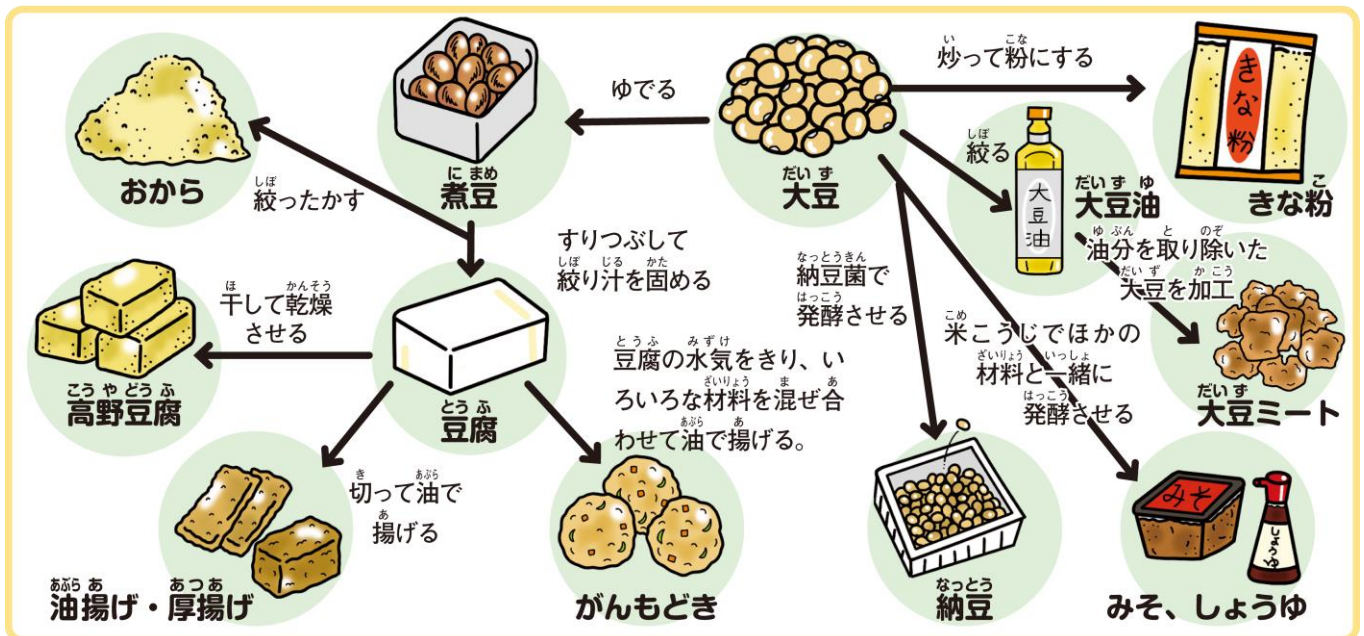 炒って粉にする
きな粉
ゆでる
絞る
大豆油
おから
絞ったかす
煮豆
大豆
大豆油
きな粉
すりつぶして
絞り汁を固める
納豆菌で
発酵させる
油分を取り除いた
大豆を加工
干して乾燥
させる
米こうじでほかの
材料と一緒に
発酵させる
豆腐の水気をきり、い
ろいろな材料を混ぜ合
わせて油で揚げる。
高野豆腐
豆腐
大豆ミート
切って油で
揚げる
みそ
しょうゆ
油揚げ・厚揚げ
がんもどき
納豆
みそ、しょうゆ